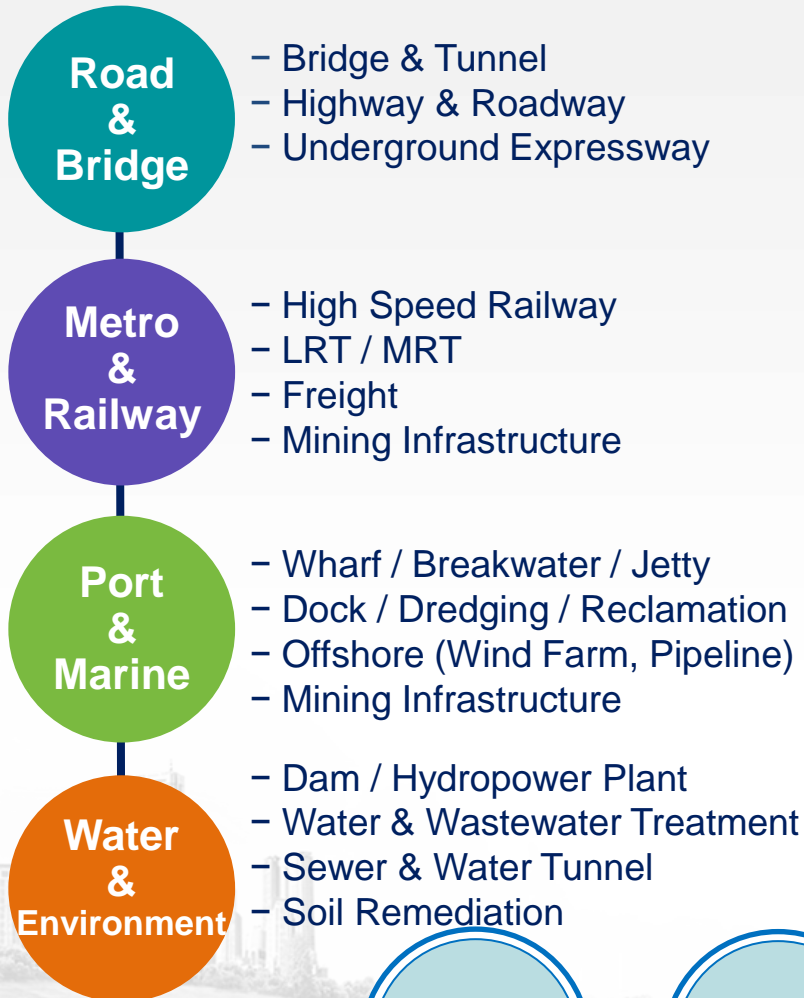 Road
&
Bridge
− Bridge & Tunnel
− Highway & Roadway
− Underground Expressway
Metro
&
Railway
− High Speed Railway
− LRT / MRT
− Freight
− Mining Infrastructure
Port
&
Marine
− Wharf / Breakwater / Jetty
− Dock / Dredging / Reclamation
− Offshore (Wind Farm, Pipeline)
− Mining Infrastructure
Water
&
Environment
− Dam / Hydropower Plant
− Water & Wastewater Treatment
− Sewer & Water Tunnel
− Soil Remediation